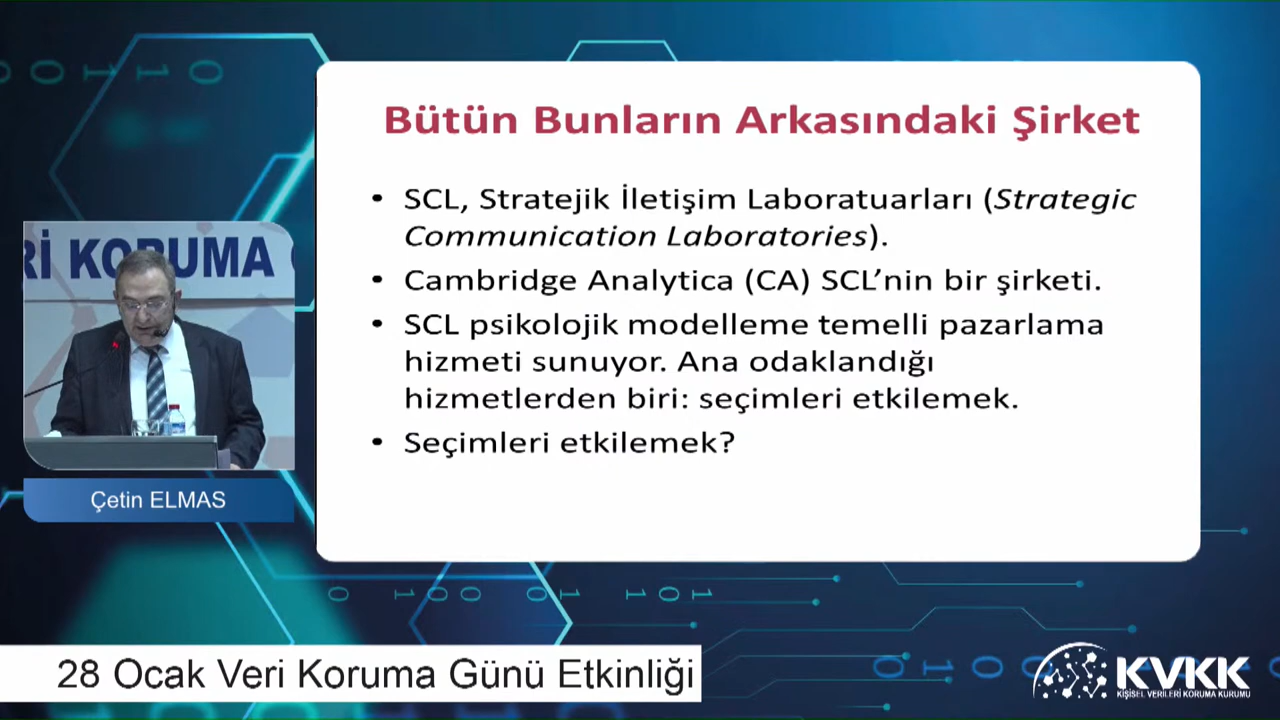 Bütün Bunların Arkasındaki Şirket
• SCL, Stratejik İletişim Laboratuarları (Strategic
Communication Laboratories).
• Cambridge Analytica (CA) SCL’nin bir şirketi.
• SCL psikolojik modelleme temelli pazarlama
hizmeti sunuyor. Ana odaklandığı
hizmetlerden biri: seçimleri etkilemek.
• Seçimleri etkilemek?
Rİ KORUMA
Çetin ELMAS
28 Ocak Veri Koruma Günü Etkinliği
KVKK
KİŞİSEL VERİLERİ KORUMA KURUMU